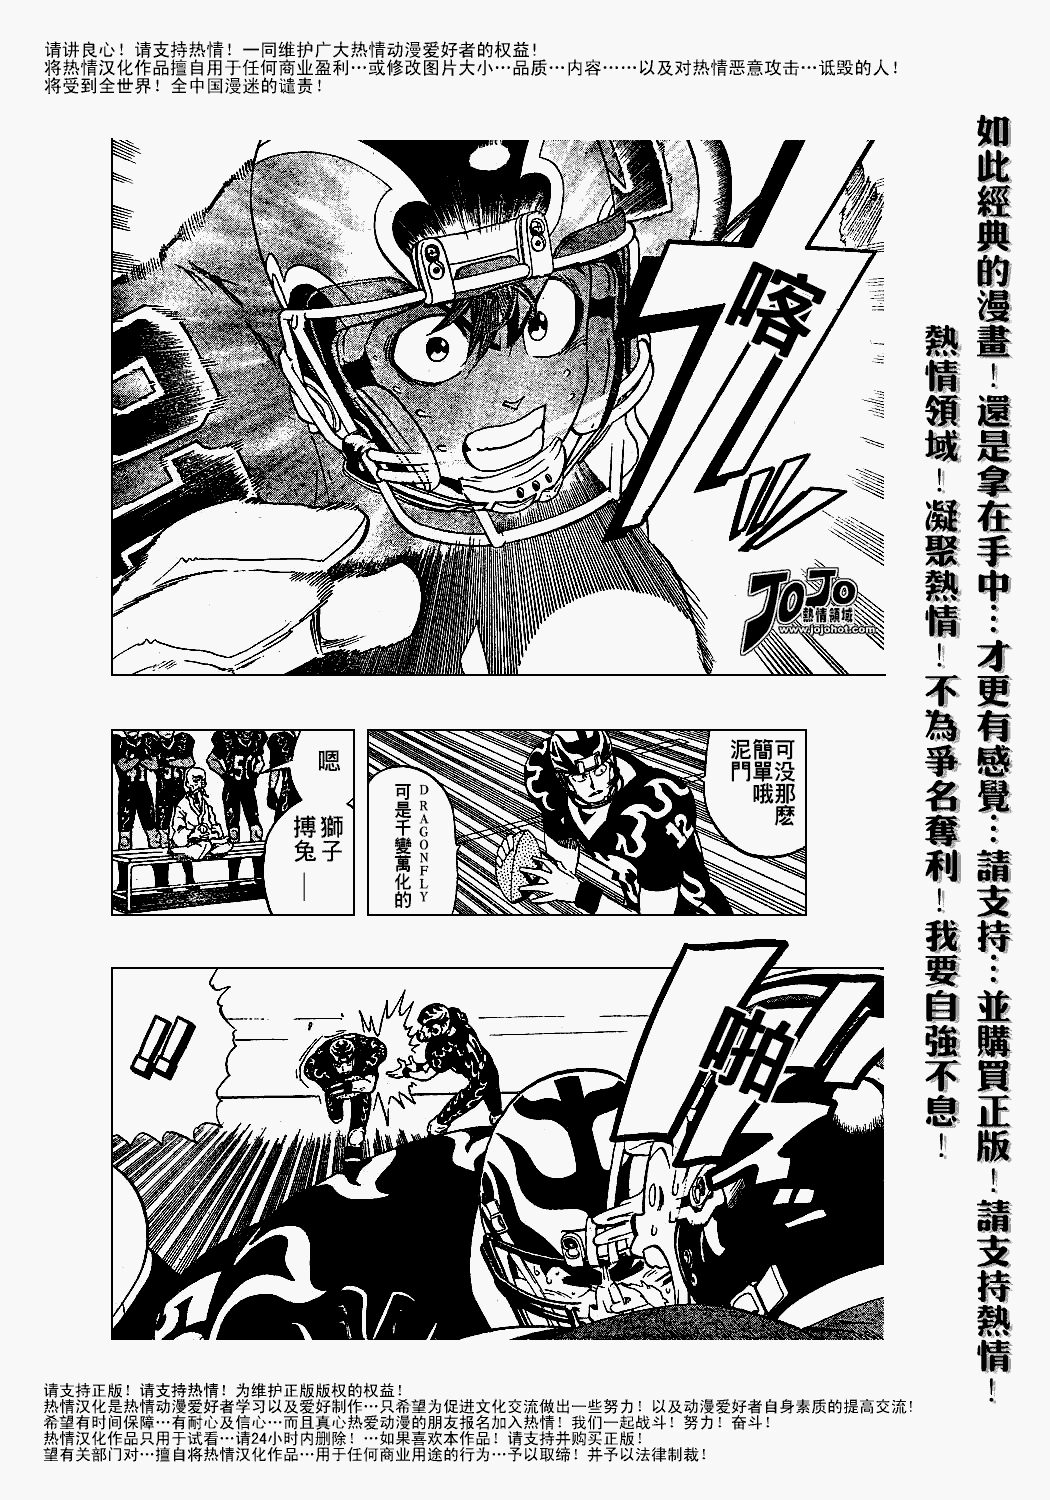 请讲良心！请支持热情！一同维护广大热情动漫爱好者的权益！
将热情汉化作品擅自用于任何商业盈利…或修改图片大小…品质…内容……以及对热情恶意攻击…诋毁的人！
将受到全世界！全中国漫迷的谴责！
如此經典的漫畫！還是拿在手中…才更有感覺…請支持…並購買正版！請支持熱情！
熱情領域！凝聚熱情！不為爭名奪利！我要自強不息！
喀
JOJO
熱情領域
www.jojohot.com
可没那麽
簡單哦
泥門
DRAGONFLY
可是千變萬化的
嗯
獅子
搏兔—
啪
请支持正版！请支持热情！为维护正版版权的权益！
热情汉化是热情动漫爱好者学习以及爱好制作…只希望为促进文化交流做出一些努力！以及动漫爱好者自身素质的提高交流！
希望有时间保障…有耐心及信心…而且真心热爱动漫的朋友报名加入热情！我们一起战斗！努力！奋斗！
热情汉化作品只用于试看…请24小时内删除！…如果喜欢本作品！请支持并购买正版！
望有关部门对…擅自将热情汉化作品…用于任何商业用途的行为…予以取缔！并予以法律制裁！